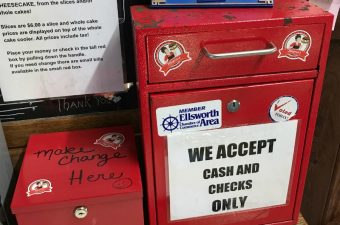 CHEESECAKE, from the slices and/or
whole cakes!
Slices are $6.00 a slice and whole cake
prices are displayed on top of the whole
cake cooler. All prices include tax!
Place your money or check in the tall red
box by pulling down the handle.
If you need change there are small bills
available in the small red box.
THANK YOU
Make
Change
Here
MEMBER
Ellsworth
Area
Chamber of Commerce
I Voted
WE ACCEPT
CASH AND
CHECKS
ONLY